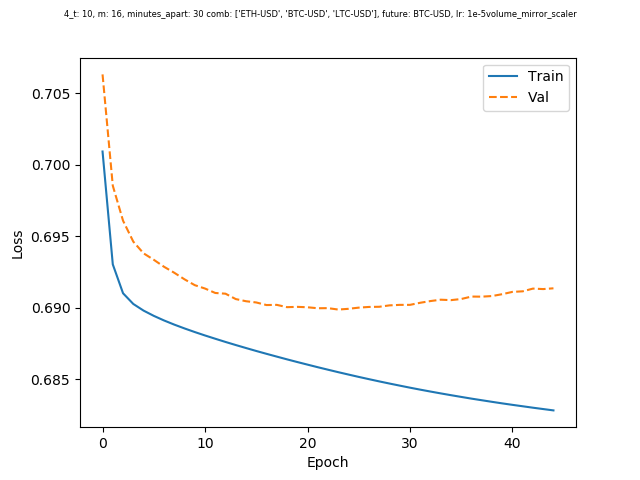 4_t: 10, m: 16, minutes_apart: 30 comb: ['ETH-USD', 'BTC-USD', 'LTC-USD'], future: BTC-USD, lr: 1e-5volume_mirror_scaler
Train
Val
0.705
0.700
0.695
0.690
0.685
Loss
0
10
20
30
40
Epoch